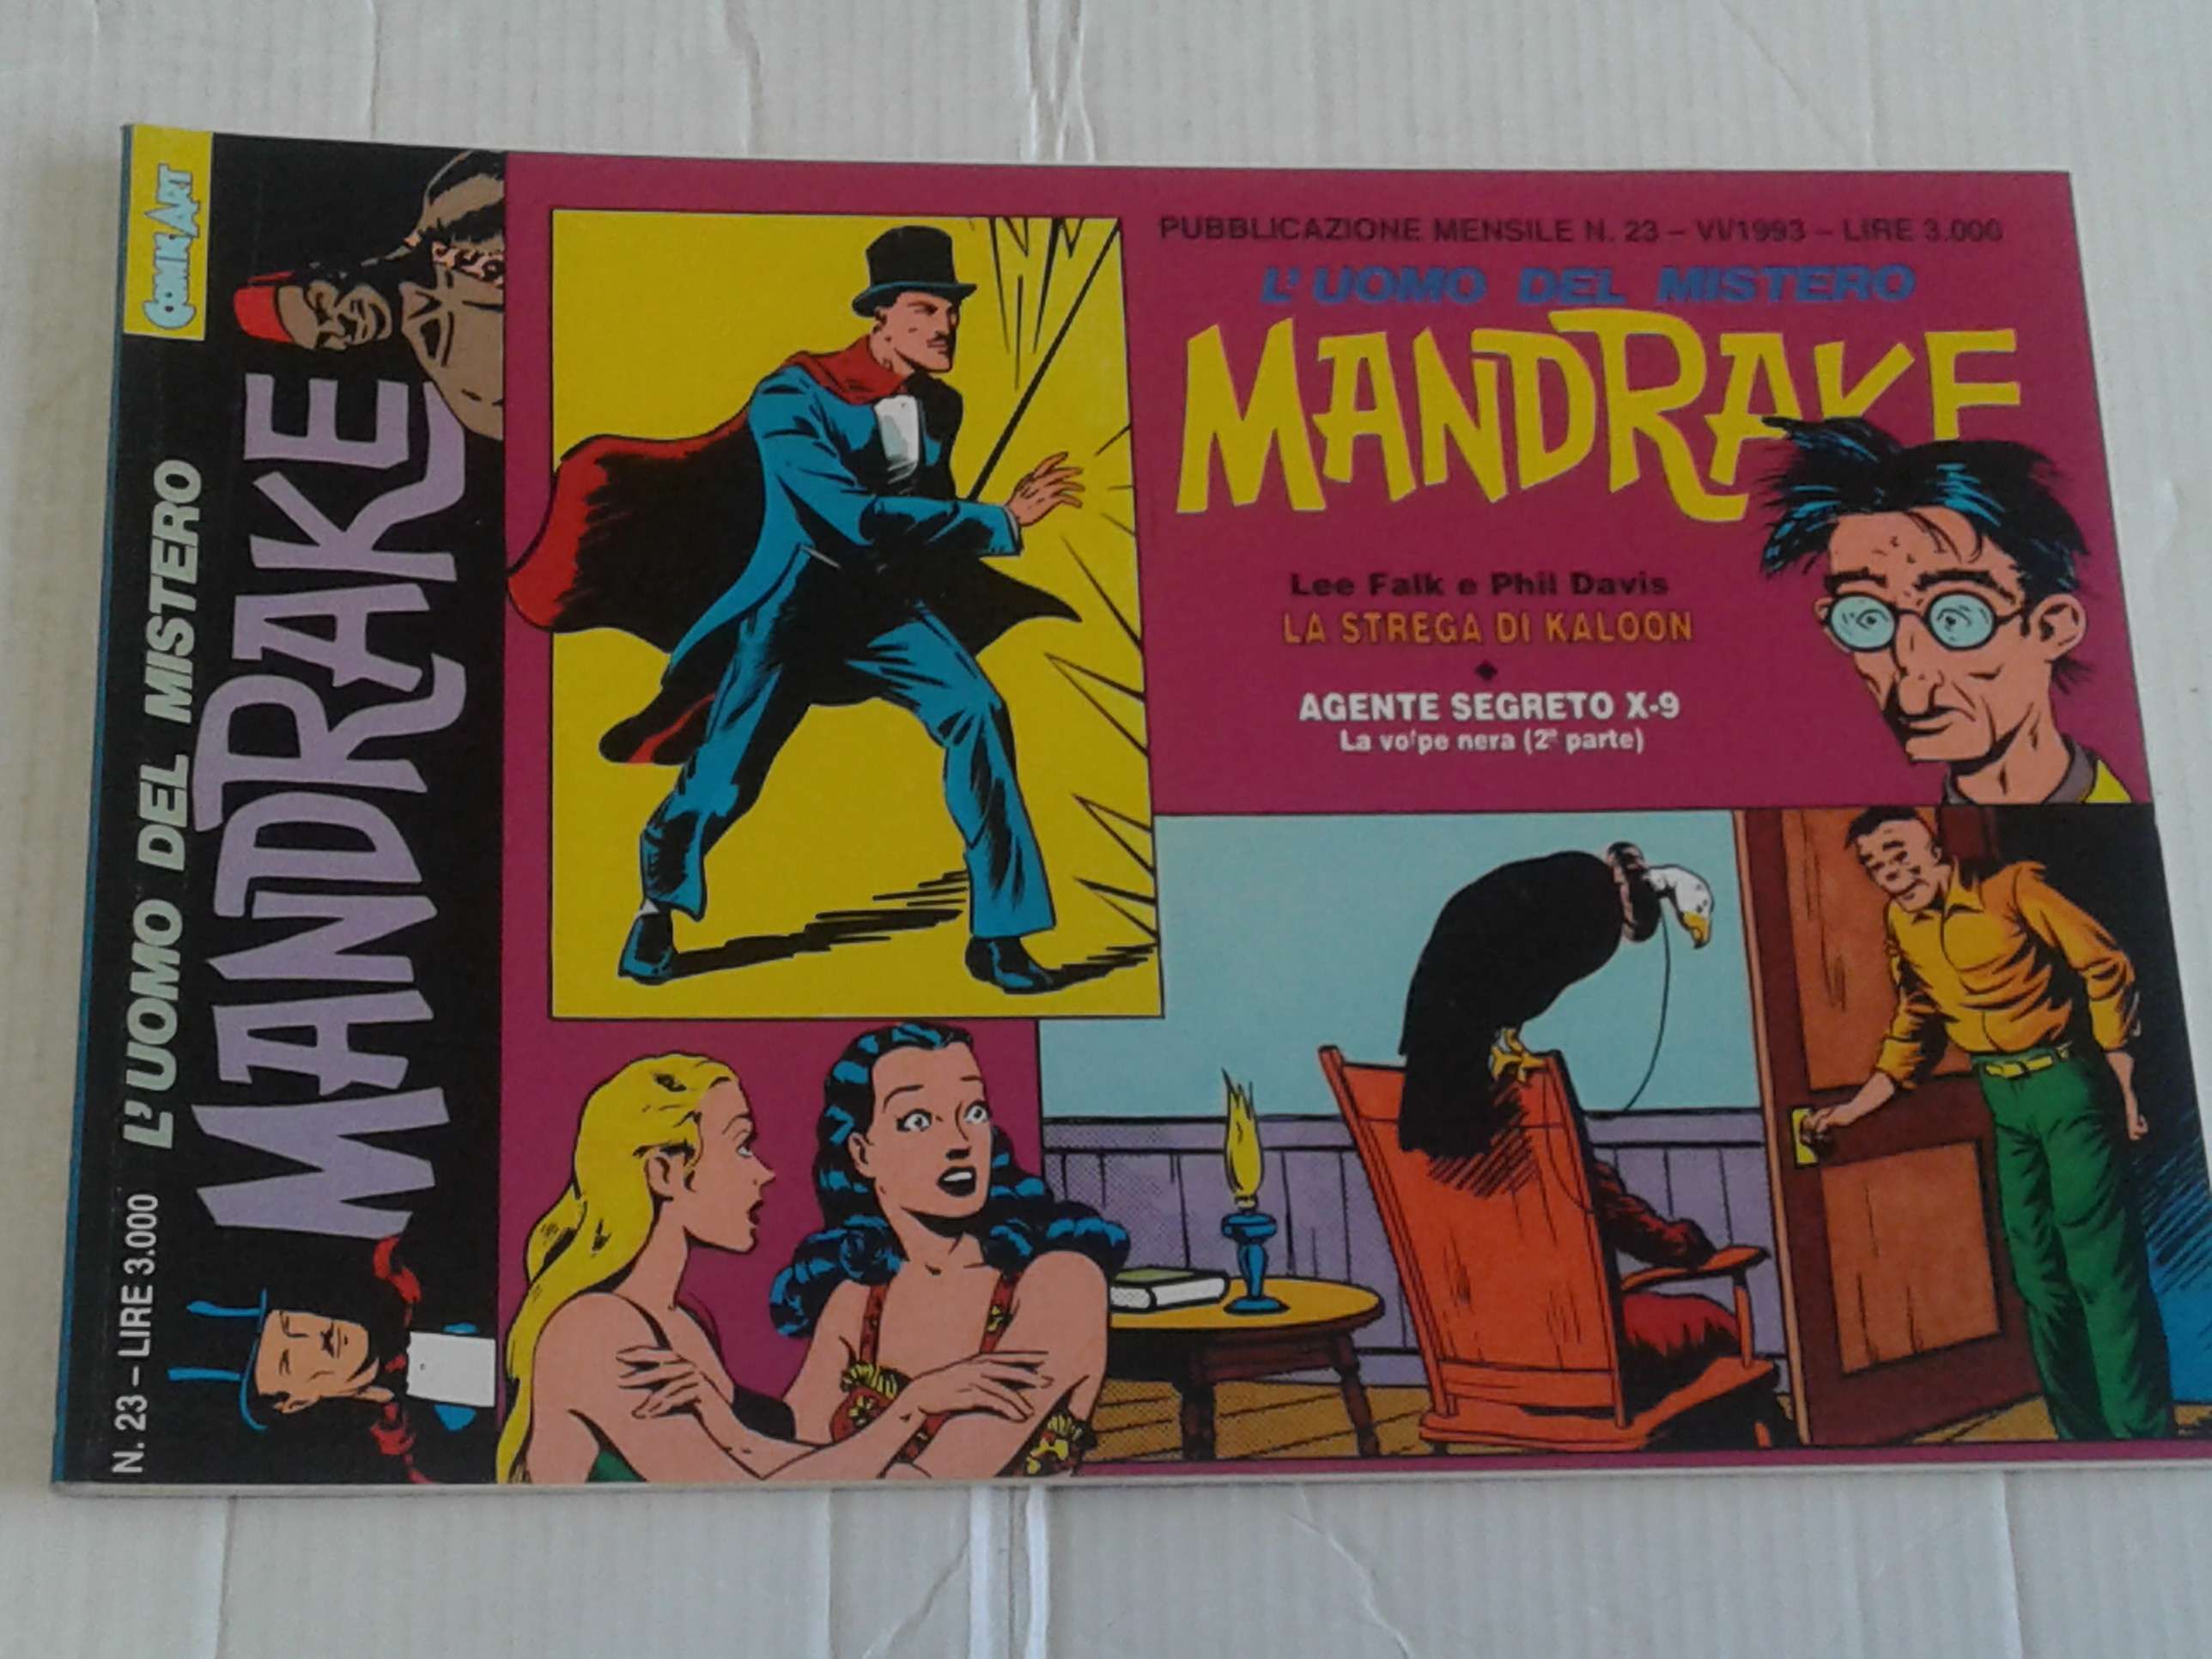 COMIC ART
N. 23 – LIRE 3.000 L'UOMO DEL MISTERO
MANDRAKE
PUBBLICAZIONE MENSILE N. 23 – VI/1993 – LIRE 3.000
L'UOMO DEL MISTERO
MANDRAKE
Lee Falk e Phil Davis
LA STREGA DI KALOON
AGENTE SEGRETO X-9
La volpe nera (2ª parte)